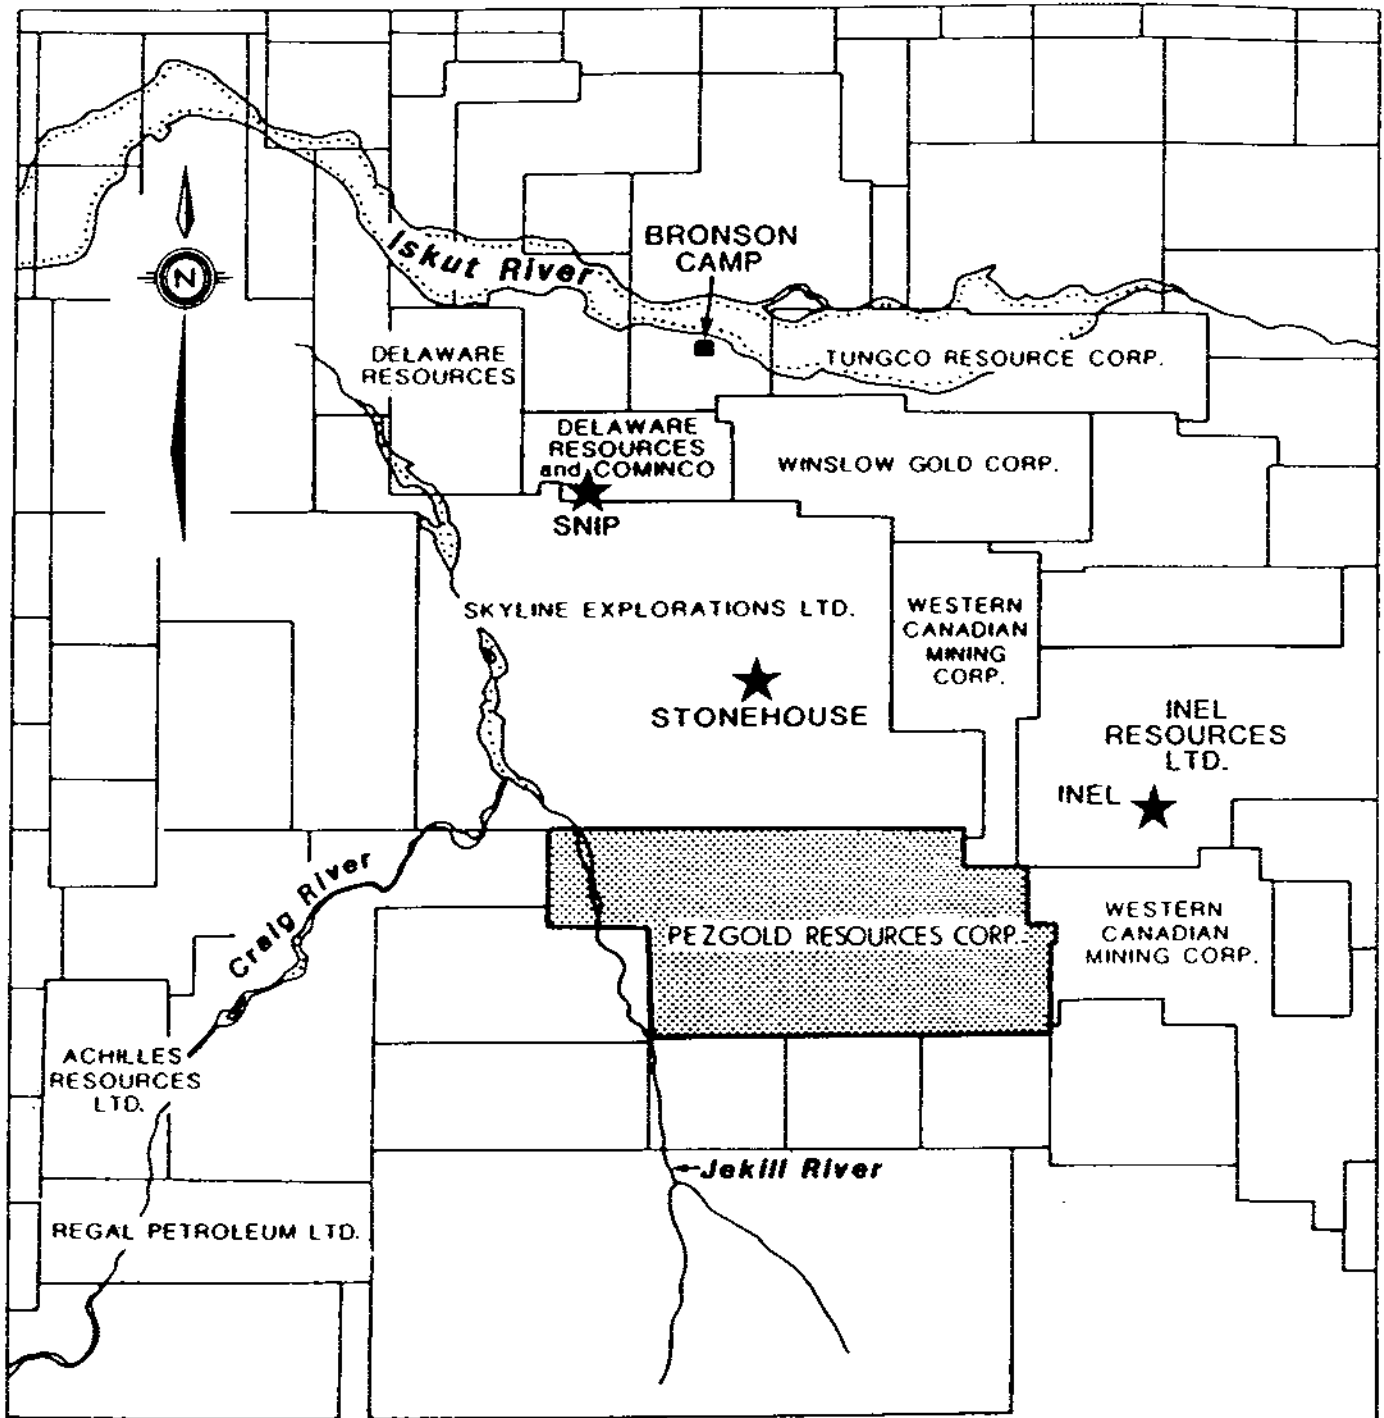 BRONSON
CAMP
Iskut River
N
DELAWARE
RESOURCES
TUNGCO RESOURCE CORP.
DELAWARE
RESOURCES
and COMINCO
WINSLOW GOLD CORP.
SNIP
SKYLINE EXPLORATIONS LTD.
WESTERN
CANADIAN
MINING
CORP.
STONEHOUSE
INEL
RESOURCES
LTD.
INEL
Craig River
PEZGOLD RESOURCES CORP.
WESTERN
CANADIAN
MINING CORP.
ACHILLES
RESOURCES
LTD.
Jekill River
REGAL PETROLEUM LTD.